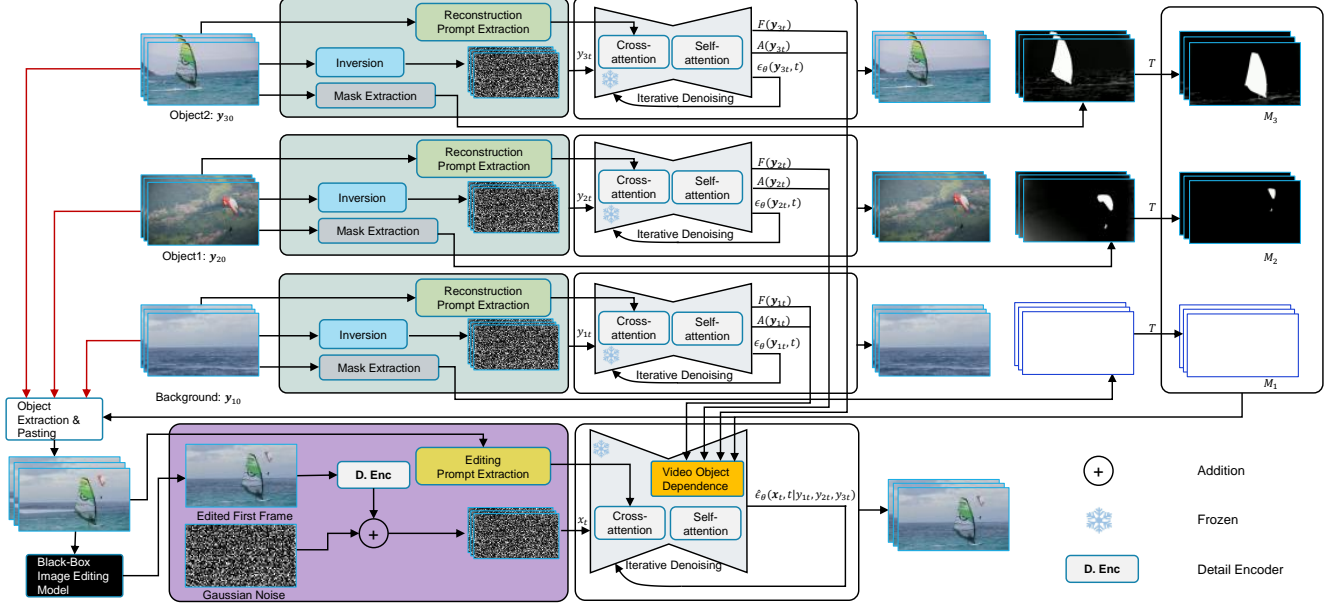 Reconstruction
Prompt Extraction
Inversion
Mask Extraction
Object2: y₃₀
y₃ₜ
Cross-
attention
Self-
attention
Iterative Denoising
F(y₃ₜ)
A(y₃ₜ)
ϵ_θ(y₃ₜ, t)
T
M₃
Reconstruction
Prompt Extraction
Inversion
Mask Extraction
Object1: y₂₀
y₂ₜ
Cross-
attention
Self-
attention
Iterative Denoising
F(y₂ₜ)
A(y₂ₜ)
ϵ_θ(y₂ₜ, t)
T
M₂
Reconstruction
Prompt Extraction
Inversion
Mask Extraction
Background: y₁₀
y₁ₜ
Cross-
attention
Self-
attention
Iterative Denoising
F(y₁ₜ)
A(y₁ₜ)
ϵ_θ(y₁ₜ, t)
T
M₁
Object
Extraction &
Pasting
Black-Box
Image Editing
Model
Edited First Frame
D. Enc
Editing
Prompt Extraction
+
Gaussian Noise
xₜ
Video Object
Dependence
Cross-
attention
Self-
attention
Iterative Denoising
ϵ̂_θ(xₜ, t|y₁ₜ, y₂ₜ, y₃ₜ)
+
Addition
Frozen
D. Enc
Detail Encoder